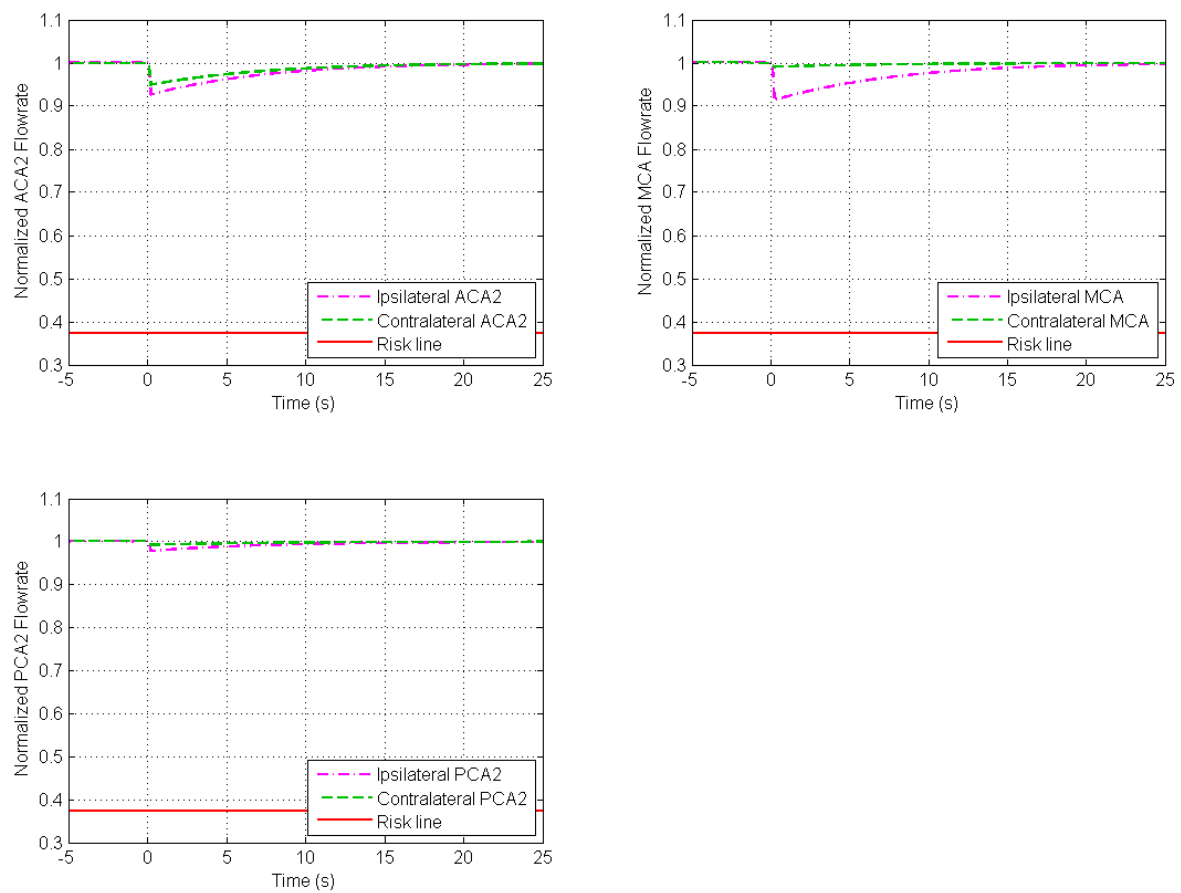 1.1
1
0.9
0.8
0.7
0.6
0.5
0.4
0.3
Normalized ACA2 Flowrate
-5 0 5 10 15 20 25
Time (s)
Ipsilateral ACA2
Contralateral ACA2
Risk line
1.1
1
0.9
0.8
0.7
0.6
0.5
0.4
0.3
Normalized MCA Flowrate
-5 0 5 10 15 20 25
Time (s)
Ipsilateral MCA
Contralateral MCA
Risk line
1.1
1
0.9
0.8
0.7
0.6
0.5
0.4
0.3
Normalized PCA2 Flowrate
-5 0 5 10 15 20 25
Time (s)
Ipsilateral PCA2
Contralateral PCA2
Risk line